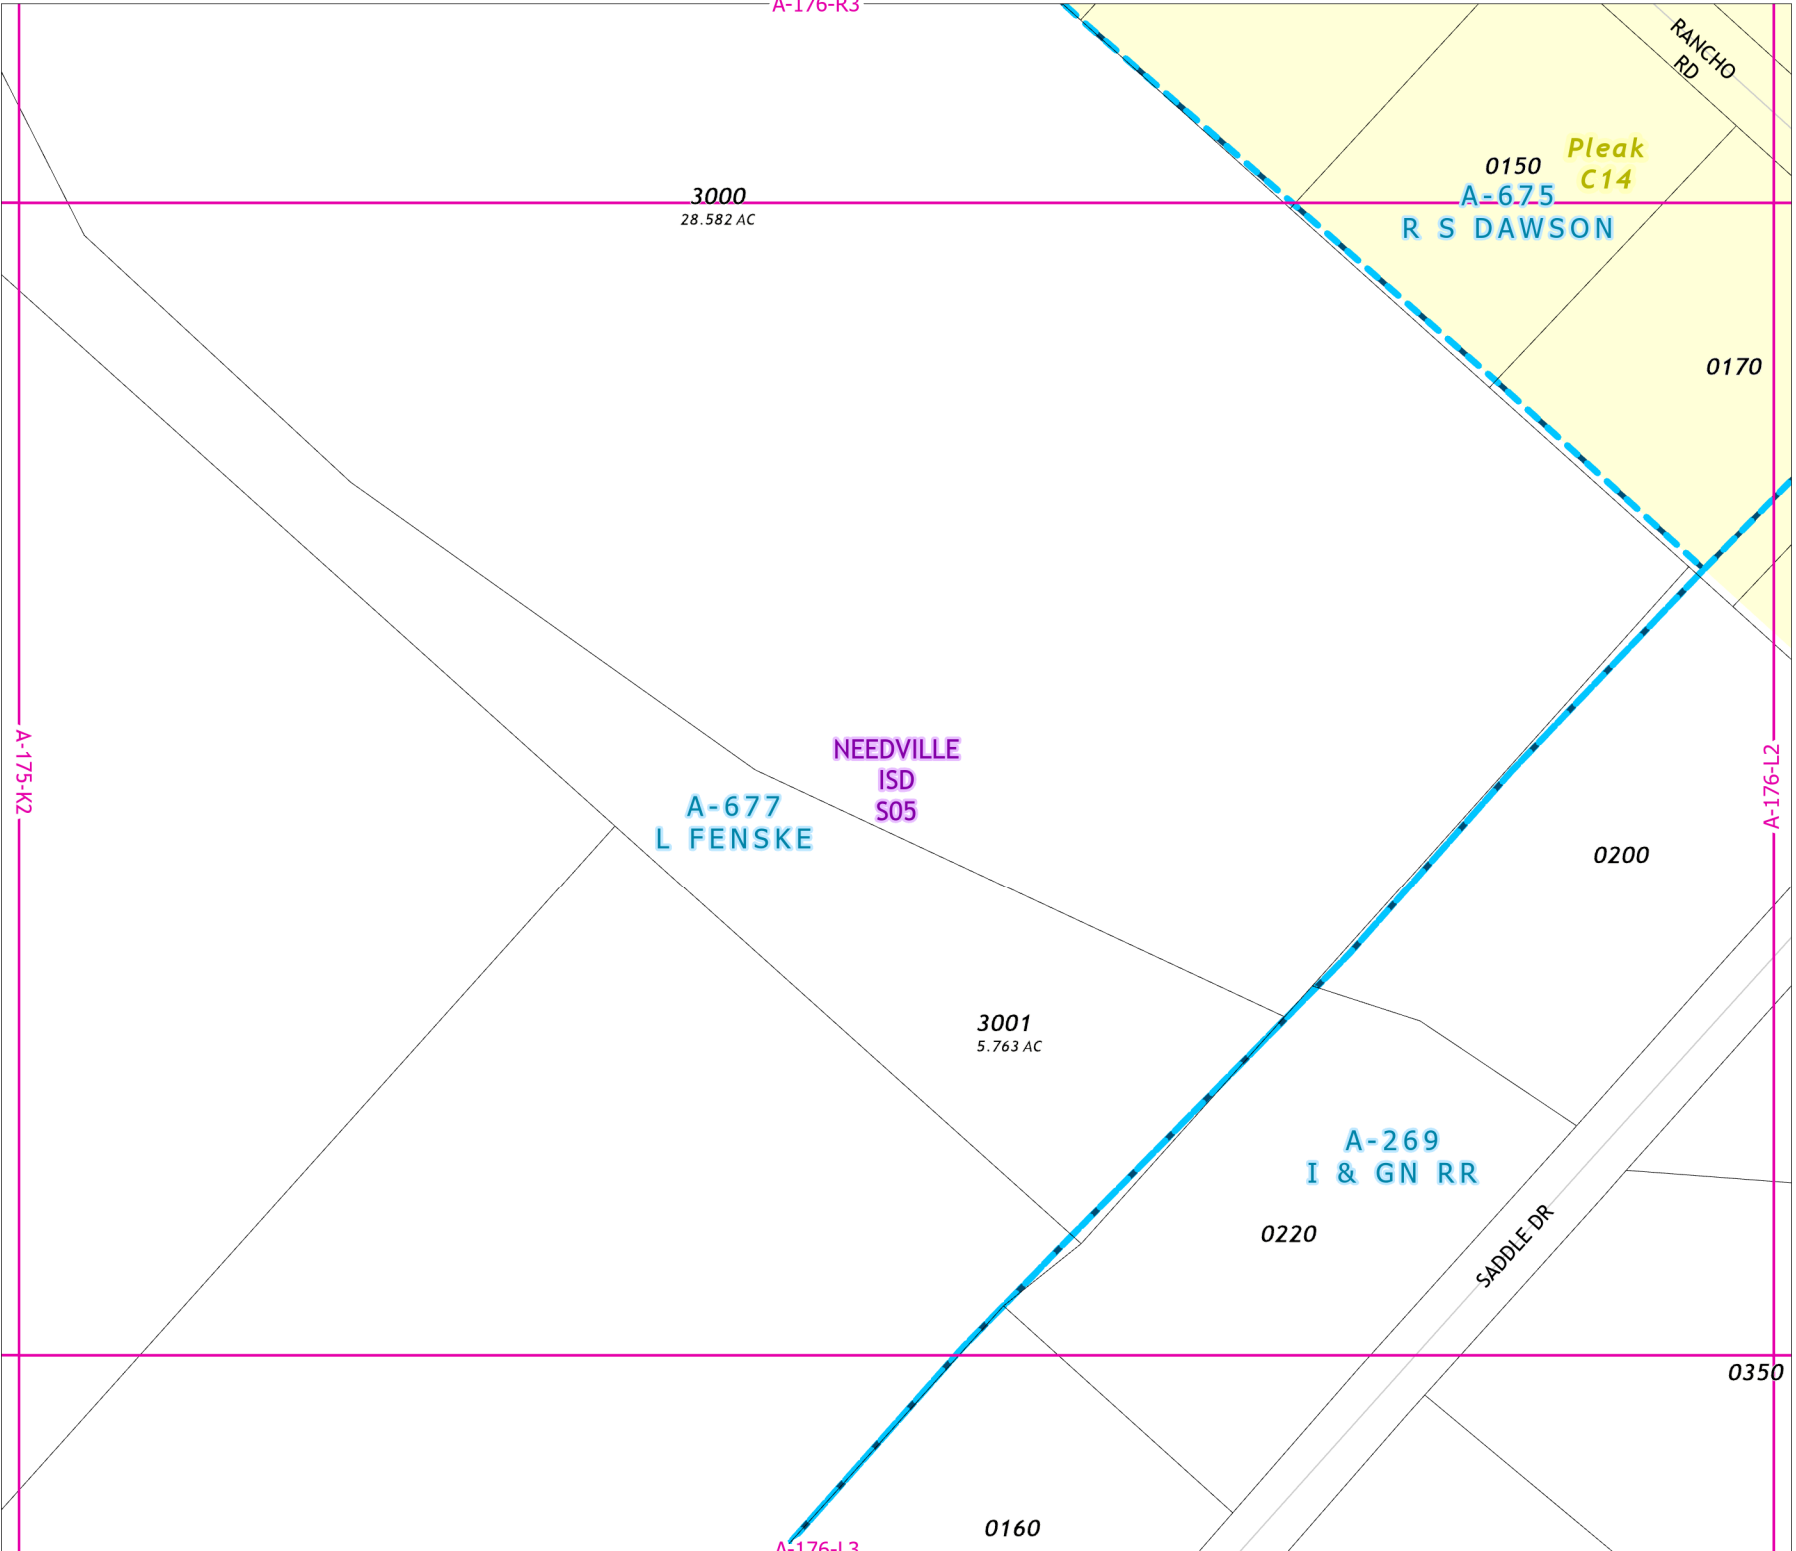 A-176-R3
RANCHO
RD
Pleak
C14
0150
A-675
R S DAWSON
3000
28.582 AC
0170
NEEDVILLE
ISD
S05
A-677
L FENSKE
A-175-K2
A-176-L2
0200
3001
5.763 AC
A-269
I & GN RR
0220
SADDLE DR
0350
0160
A-176-L3